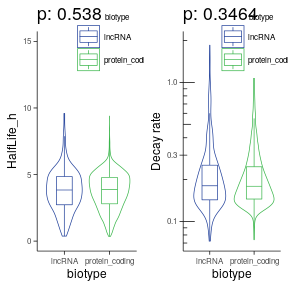 p: 0.538
biotype
lncRNA
protein_codi
HalfLife_h
15
10
5
0
lncRNA
protein_coding
biotype
p: 0.3464
biotype
lncRNA
protein_codi
Decay rate
1.0
0.3
0.1
lncRNA
protein_coding
biotype